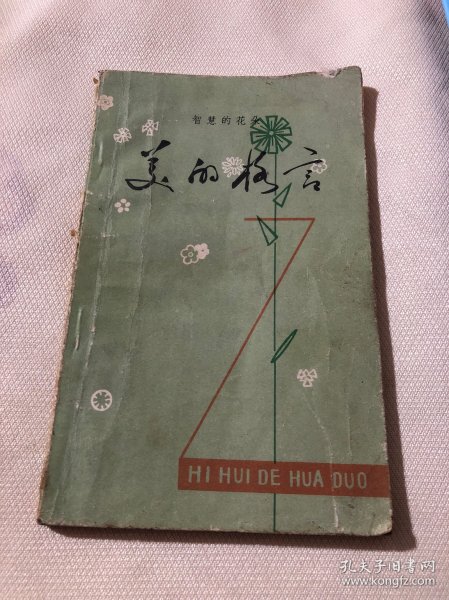 智慧的花朵
美的格言
ZHI HUI DE HUA DUO
孔夫子旧书网
www.kongfz.com